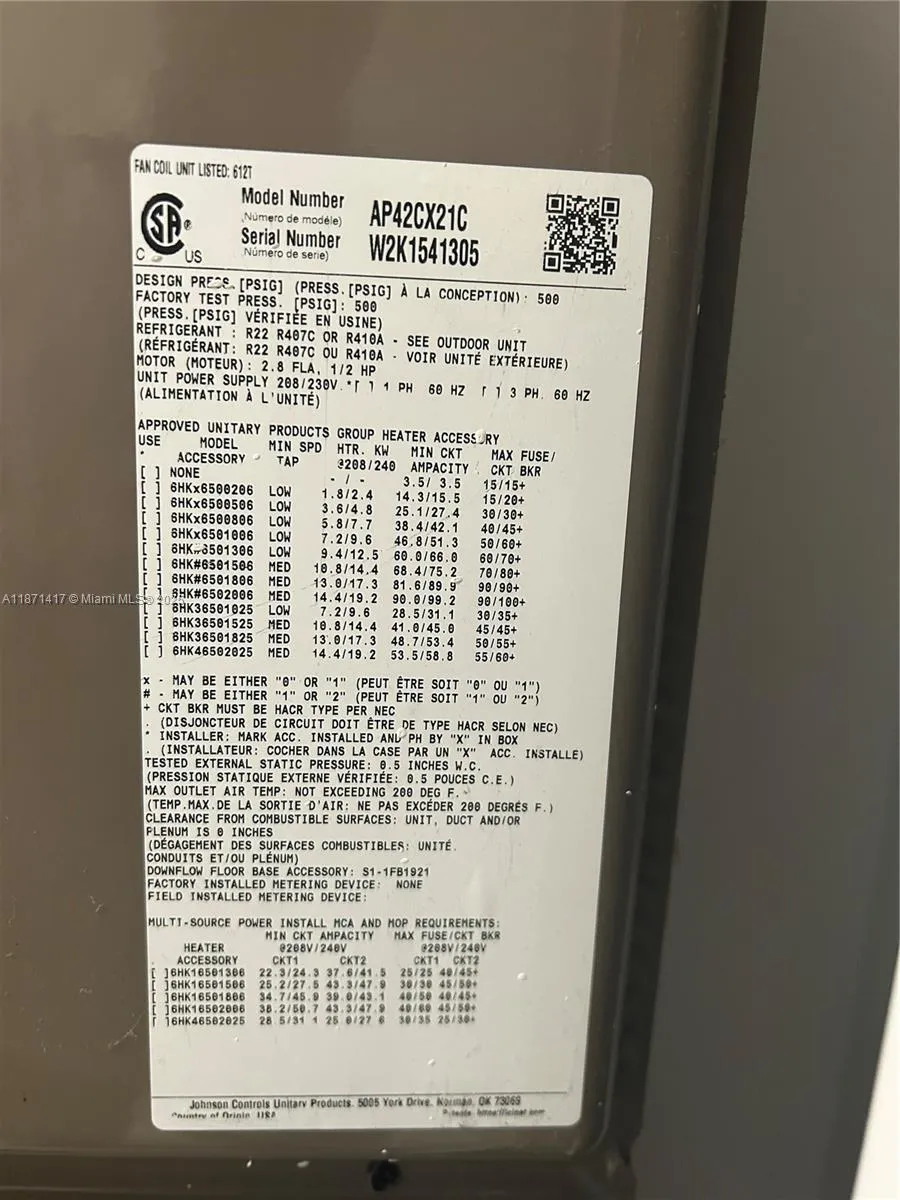 FAN COIL UNIT LISTED: 612T
Model Number AP42CX21C
(Número de modéle)
Serial Number W2K1541305
(Número de serie)
C US
DESIGN PRESS.[PSIG] (PRESS.[PSIG] À LA CONCEPTION): 500
FACTORY TEST PRESS. [PSIG]: 500
(PRESS.[PSIG] VÉRIFIÉE EN USINE)
REFRIGERANT : R22 R407C OR R410A - SEE OUTDOOR UNIT
(RÉFRIGÉRANT: R22 R407C OU R410A - VOIR UNITÉ EXTÉRIEURE)
MOTOR (MOTEUR): 2.8 FLA, 1/2 HP
UNIT POWER SUPPLY 208/230V.*[ ] 1 PH 60 HZ [ ] 3 PH. 60 HZ
(ALIMENTATION À L'UNITÉ)
APPROVED UNITARY PRODUCTS GROUP HEATER ACCESSORY
USE MODEL MIN SPD HTR. KW MIN CKT MAX FUSE/
* ACCESSORY TAP @208/240 AMPACITY CKT BKR
[ ] NONE - / - 3.5/ 3.5 15/15+
[ ] 6HKx6500206 LOW 1.8/2.4 14.3/15.5 15/20+
[ ] 6HKx6500506 LOW 3.6/4.8 25.1/27.4 30/30+
[ ] 6HKx6500806 LOW 5.8/7.7 38.4/42.1 40/45+
[ ] 6HKx6501006 LOW 7.2/9.6 46.8/51.3 50/60+
[ ] 6HK#6501306 LOW 9.4/12.5 60.0/66.0 60/70+
[ ] 6HK#6501506 MED 10.8/14.4 68.4/75.2 70/80+
[ ] 6HK#6501806 MED 13.0/17.3 81.6/89.9 90/90+
[ ] 6HK#6502006 MED 14.4/19.2 90.0/99.2 90/100+
[ ] 6HK36501025 LOW 7.2/9.6 28.5/31.1 30/35+
[ ] 6HK36501525 MED 10.8/14.4 41.0/45.0 45/45+
[ ] 6HK36501825 MED 13.0/17.3 48.7/53.4 50/55+
[ ] 6HK46502025 MED 14.4/19.2 53.5/58.8 55/60+
A11871417 © Miami MLS
x - MAY BE EITHER "0" OR "1" (PEUT ÊTRE SOIT "0" OU "1")
# - MAY BE EITHER "1" OR "2" (PEUT ÊTRE SOIT "1" OU "2")
+ CKT BKR MUST BE HACR TYPE PER NEC
. (DISJONCTEUR DE CIRCUIT DOIT ÊTRE DE TYPE HACR SELON NEC)
* INSTALLER: MARK ACC. INSTALLED AND PH BY "X" IN BOX
. (INSTALLATEUR: COCHER DANS LA CASE PAR UN "X" ACC. INSTALLÉ)
TESTED EXTERNAL STATIC PRESSURE: 0.5 INCHES W.C.
(PRESSION STATIQUE EXTERNE VÉRIFIÉE: 0.5 POUCES C.E.)
MAX OUTLET AIR TEMP: NOT EXCEEDING 200 DEG F.
(TEMP.MAX.DE LA SORTIE D'AIR: NE PAS EXCÉDER 200 DEGRÉS F.)
CLEARANCE FROM COMBUSTIBLE SURFACES: UNIT, DUCT AND/OR
PLENUM IS 0 INCHES
(DÉGAGEMENT DES SURFACES COMBUSTIBLES: UNITÉ.
CONDUITS ET/OU PLÉNUM)
DOWNFLOW FLOOR BASE ACCESSORY: S1-1FB1921
FACTORY INSTALLED METERING DEVICE: NONE
FIELD INSTALLED METERING DEVICE:
MULTI-SOURCE POWER INSTALL MCA AND MOP REQUIREMENTS:
MIN CKT AMPACITY MAX FUSE/CKT BKR
HEATER @208V/240V @208V/240V
ACCESSORY CKT1 CKT2 CKT1 CKT2
[ ]6HK16501306 22.3/24.3 37.6/41.5 25/25 40/45+
[ ]6HK16501506 25.2/27.5 43.3/47.9 30/30 45/50+
[ ]6HK16501806 34.7/45.9 39.0/43.1 40/50 40/45+
[ ]6HK16502006 38.2/50.7 43.3/47.9 40/60 45/50+
[ ]6HK46502025 28.5/31.1 25.0/27.6 30/35 25/30+
Johnson Controls Unitary Products. 5005 York Drive. Norman, OK 73069
Country of Origin USA